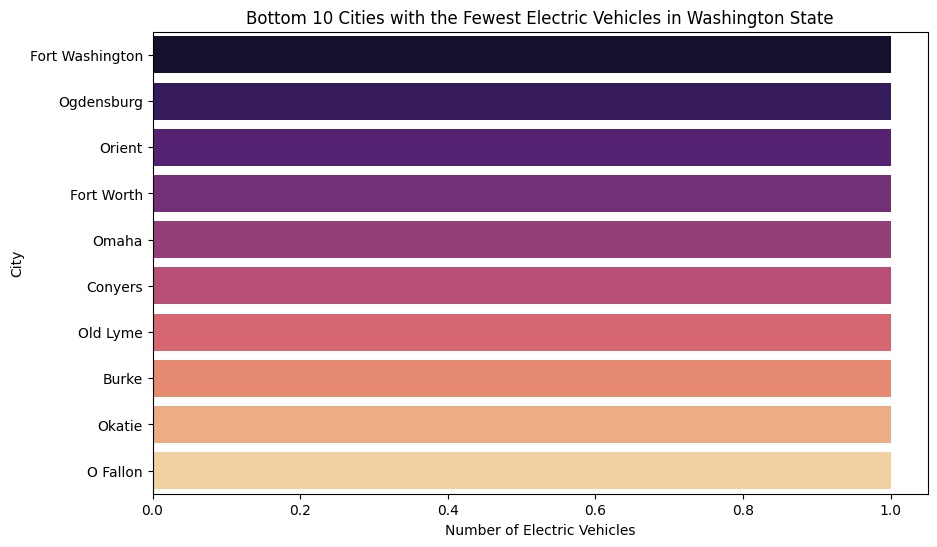 Bottom 10 Cities with the Fewest Electric Vehicles in Washington State
Fort Washington
Ogdensburg
Orient
Fort Worth
Omaha
Conyers
Old Lyme
Burke
Okatie
O Fallon
City
0.0 0.2 0.4 0.6 0.8 1.0
Number of Electric Vehicles